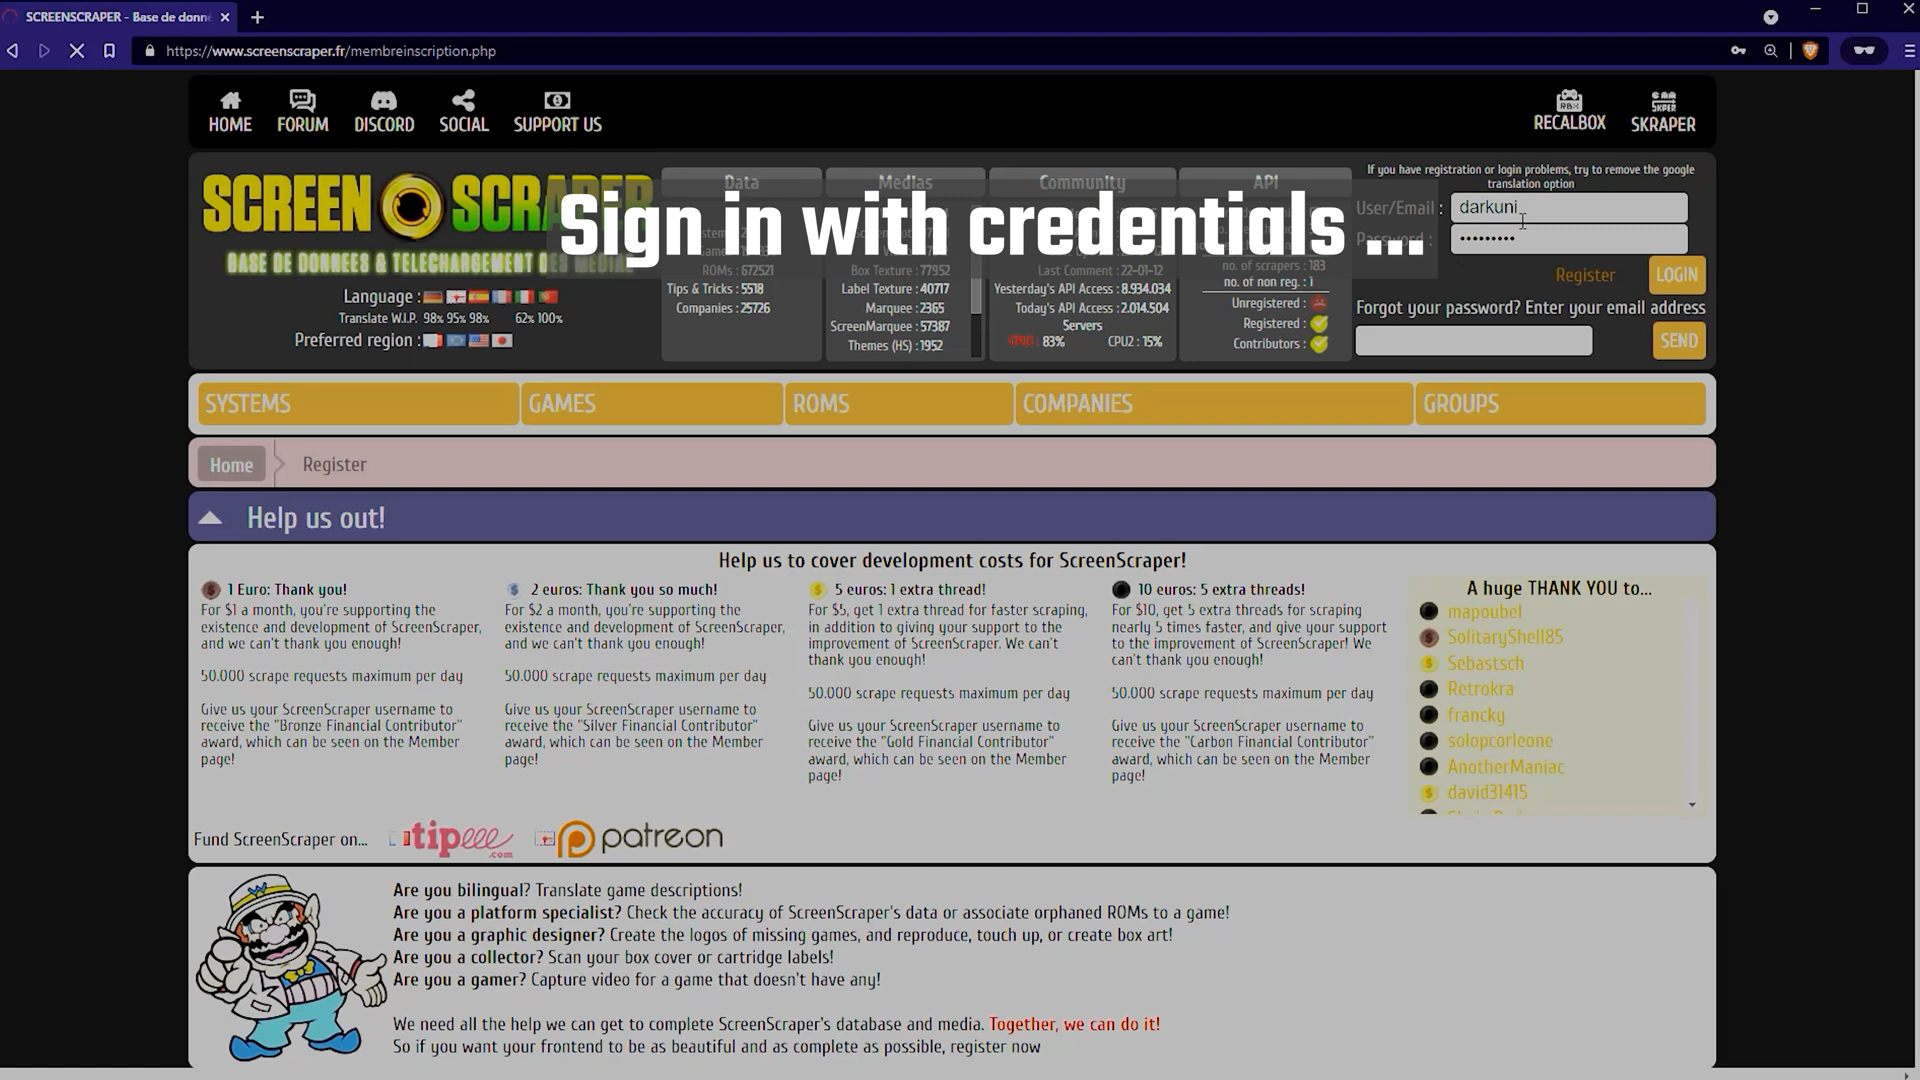 SCREENSCRAPER - Base de donn
https://www.screenscraper.fr/membreinscription.php
HOME
FORUM
DISCORD
SOCIAL
SUPPORT US
RECALBOX
SKRAPER
SCREEN SCRAPER
BASE DE DONNEES & TELECHARGEMENT DES MEDIAS
Language :
Translate W.I.P. 98% 95% 98% 62% 100%
Preferred region :
Data
ROMs : 672521
Tips & Tricks : 5518
Companies : 25726
Medias
Box Texture : 77952
Label Texture : 40717
Marquee : 2365
ScreenMarquee : 57387
Themes (HS) : 1952
Community
Last Comment : 22-01-12
Yesterday's API Access : 8.934.034
Today's API Access : 2.014.504
Servers
83% CPU2 : 15%
API
no. of scrapers : 183
no. of non reg. : 1
Unregistered :
Registered :
Contributors :
Sign in with credentials ...
If you have registration or login problems, try to remove the google
translation option
User/Email : darkuni
Password : •••••••••
Register
LOGIN
Forgot your password? Enter your email address
SEND
SYSTEMS
GAMES
ROMS
COMPANIES
GROUPS
Home
Register
Help us out!
Help us to cover development costs for ScreenScraper!
1 Euro: Thank you!
For $1 a month, you're supporting the
existence and development of ScreenScraper,
and we can't thank you enough!
50.000 scrape requests maximum per day
Give us your ScreenScraper username to
receive the "Bronze Financial Contributor"
award, which can be seen on the Member
page!
2 euros: Thank you so much!
For $2 a month, you're supporting the
existence and development of ScreenScraper,
and we can't thank you enough!
50.000 scrape requests maximum per day
Give us your ScreenScraper username to
receive the "Silver Financial Contributor"
award, which can be seen on the Member
page!
5 euros: 1 extra thread!
For $5, get 1 extra thread for faster scraping,
in addition to giving your support to the
improvement of ScreenScraper. We can't
thank you enough!
50.000 scrape requests maximum per day
Give us your ScreenScraper username to
receive the "Gold Financial Contributor"
award, which can be seen on the Member
page!
10 euros: 5 extra threads!
For $10, get 5 extra threads for scraping
nearly 5 times faster, and give your support
to the improvement of ScreenScraper! We
can't thank you enough!
50.000 scrape requests maximum per day
Give us your ScreenScraper username to
receive the "Carbon Financial Contributor"
award, which can be seen on the Member
page!
A huge THANK YOU to...
mapoubel
SolitaryShell85
Sebastsch
Retrokra
francky
solopcorleone
AnotherManiac
david31415
Fund ScreenScraper on...
tipeee.com
patreon
Are you bilingual? Translate game descriptions!
Are you a platform specialist? Check the accuracy of ScreenScraper's data or associate orphaned ROMs to a game!
Are you a graphic designer? Create the logos of missing games, and reproduce, touch up, or create box art!
Are you a collector? Scan your box cover or cartridge labels!
Are you a gamer? Capture video for a game that doesn't have any!
We need all the help we can get to complete ScreenScraper's database and media. Together, we can do it!
So if you want your frontend to be as beautiful and as complete as possible, register now